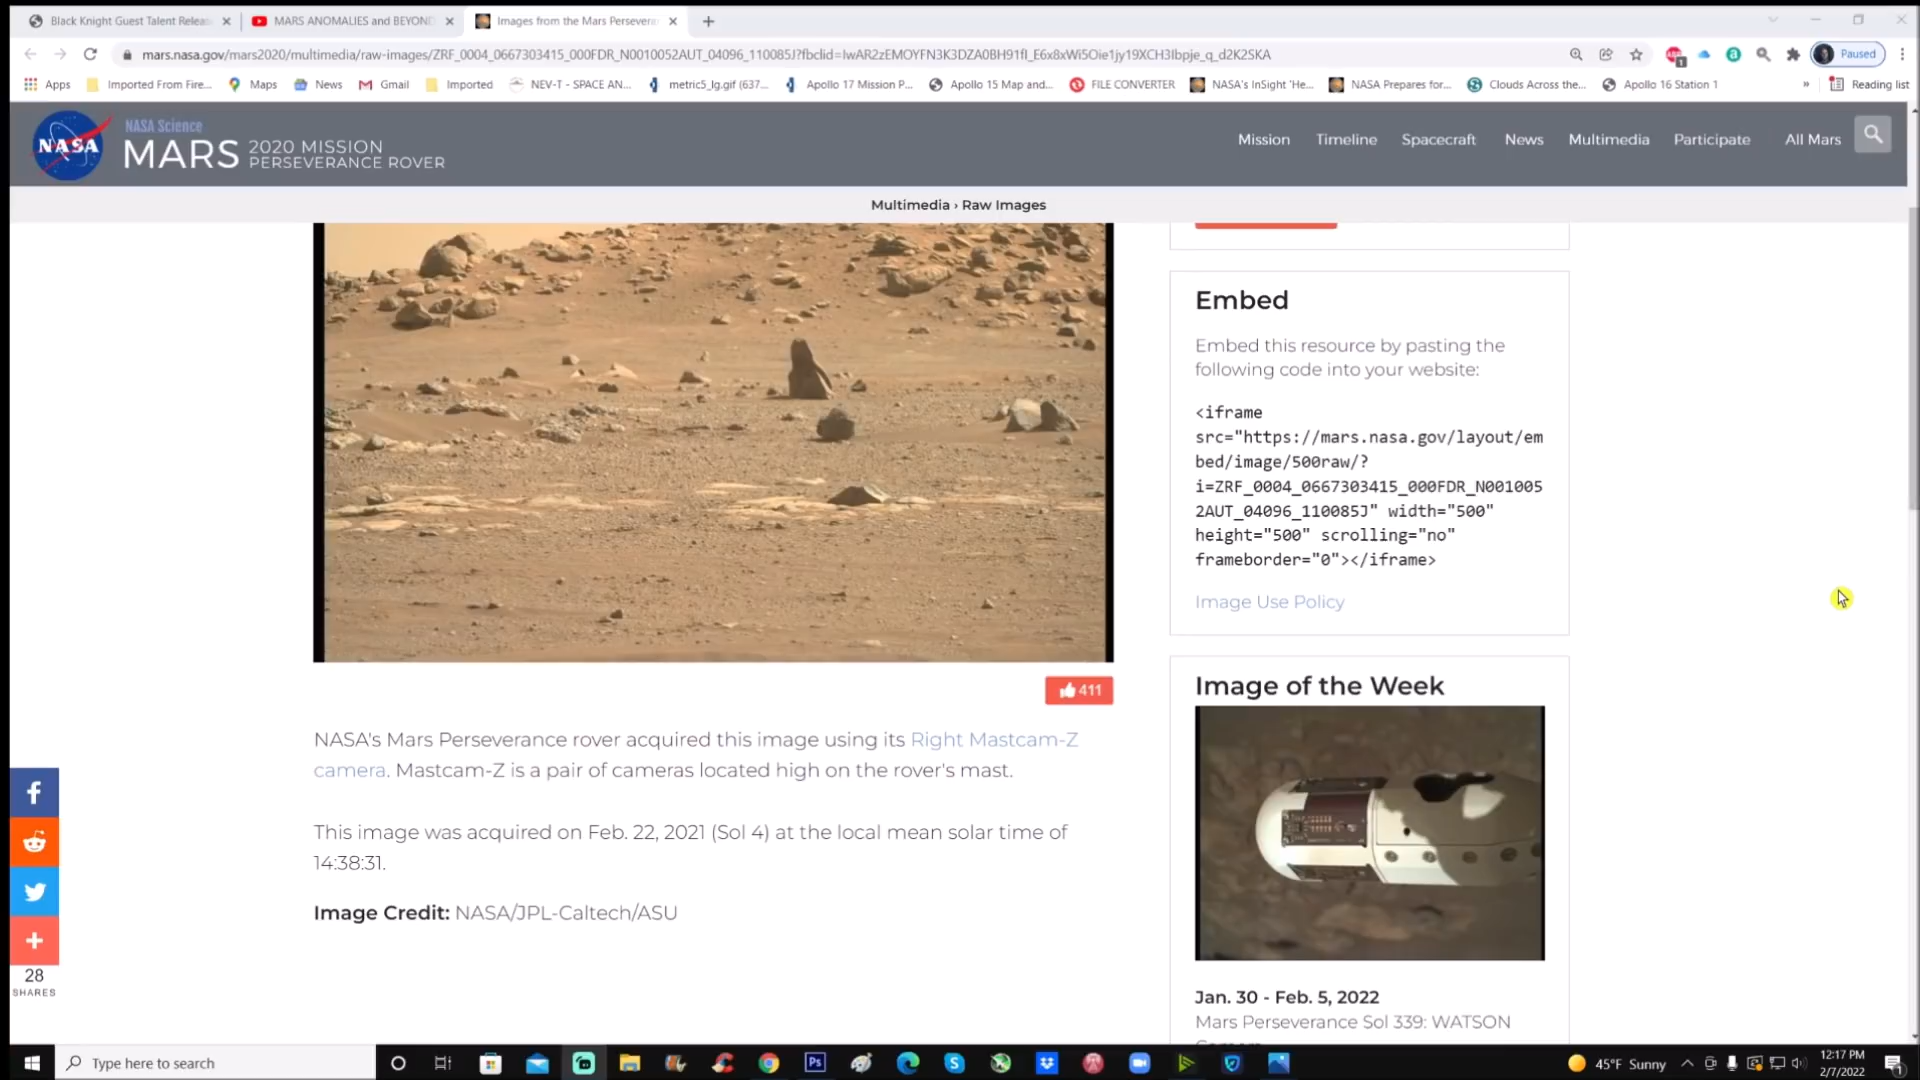 Black Knight Guest Talent Releas
MARS ANOMALIES and BEYOND
Images from the Mars Perseveran
mars.nasa.gov/mars2020/multimedia/raw-images/ZRF_0004_0667303415_000FDR_N0010052AUT_04096_110085J?fbclid=IwAR2zEMOYFN3K3DZA0BH91fI_E6x8xWi5Oie1jy19XCH3Ibpje_q_d2K2SKA
Paused
Apps
Imported From Fire...
Maps
News
Gmail
Imported
NEV-T - SPACE AN...
metric5_lg.gif (637...
Apollo 17 Mission P...
Apollo 15 Map and...
FILE CONVERTER
NASA's InSight 'He...
NASA Prepares for...
Clouds Across the...
Apollo 16 Station 1
»
Reading list
NASA
NASA Science
MARS 2020 MISSION
PERSEVERANCE ROVER
Mission
Timeline
Spacecraft
News
Multimedia
Participate
All Mars
Multimedia › Raw Images
Embed
Embed this resource by pasting the
following code into your website:
<iframe
src="https://mars.nasa.gov/layout/em
bed/image/500raw/?
i=ZRF_0004_0667303415_000FDR_N001005
2AUT_04096_110085J" width="500"
height="500" scrolling="no"
frameborder="0"></iframe>
Image Use Policy
411
NASA's Mars Perseverance rover acquired this image using its Right Mastcam-Z
camera. Mastcam-Z is a pair of cameras located high on the rover's mast.
This image was acquired on Feb. 22, 2021 (Sol 4) at the local mean solar time of
14:38:31.
Image Credit: NASA/JPL-Caltech/ASU
28
SHARES
Image of the Week
Jan. 30 - Feb. 5, 2022
Mars Perseverance Sol 339: WATSON
Type here to search
Ps
45°F Sunny
12:17 PM
2/7/2022